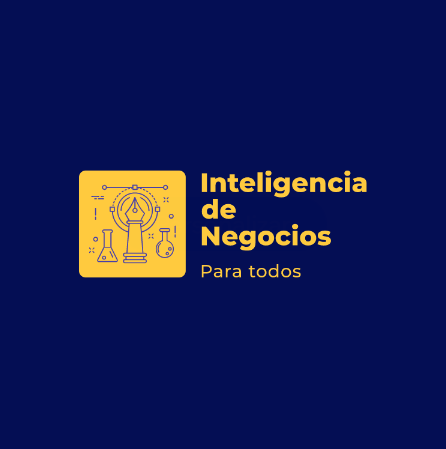 Inteligencia
de
Negocios
Para todos